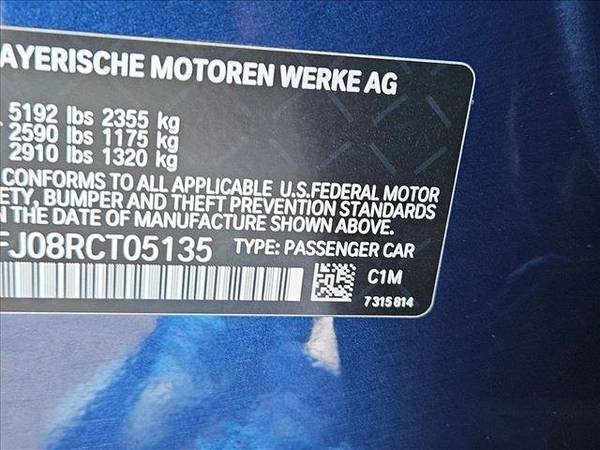 AYERISCHE MOTOREN WERKE AG
5192 lbs 2355 kg
2590 lbs 1175 kg
2910 lbs 1320 kg
CONFORMS TO ALL APPLICABLE U.S.FEDERAL MOTOR
ETY, BUMPER AND THEFT PREVENTION STANDARDS
N THE DATE OF MANUFACTURE SHOWN ABOVE.
FJ08RCT05135 TYPE: PASSENGER CAR
C1M
7315814